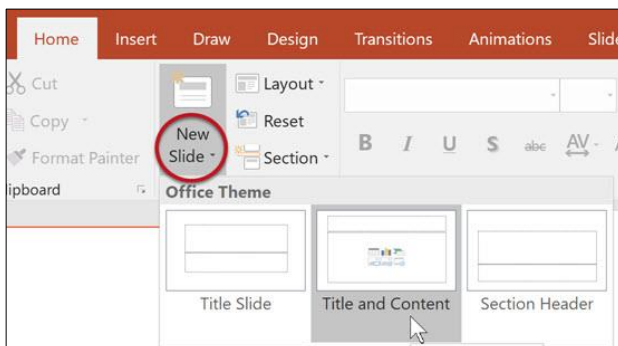 Home Insert Draw Design Transitions Animations Slid
Cut
Copy
Format Painter
ipboard
New
Slide
Layout
Reset
Section
B I U S abc AV
Office Theme
Title Slide Title and Content Section Header